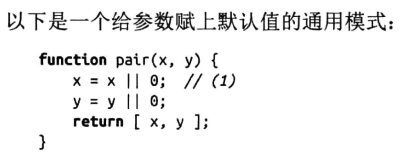 以下是一个给参数赋上默认值的通用模式：
function pair(x, y) {
    x = x || 0;  // (1)
    y = y || 0;
    return [ x, y ];
}